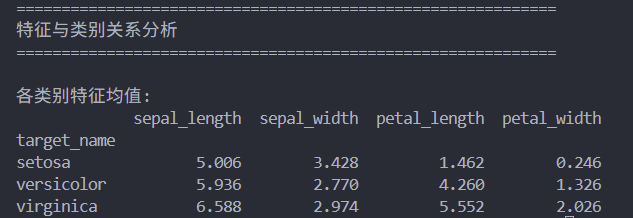 ============================================================
特征与类别关系分析
============================================================
各类别特征均值:
sepal_length sepal_width petal_length petal_width
target_name
setosa 5.006 3.428 1.462 0.246
versicolor 5.936 2.770 4.260 1.326
virginica 6.588 2.974 5.552 2.026